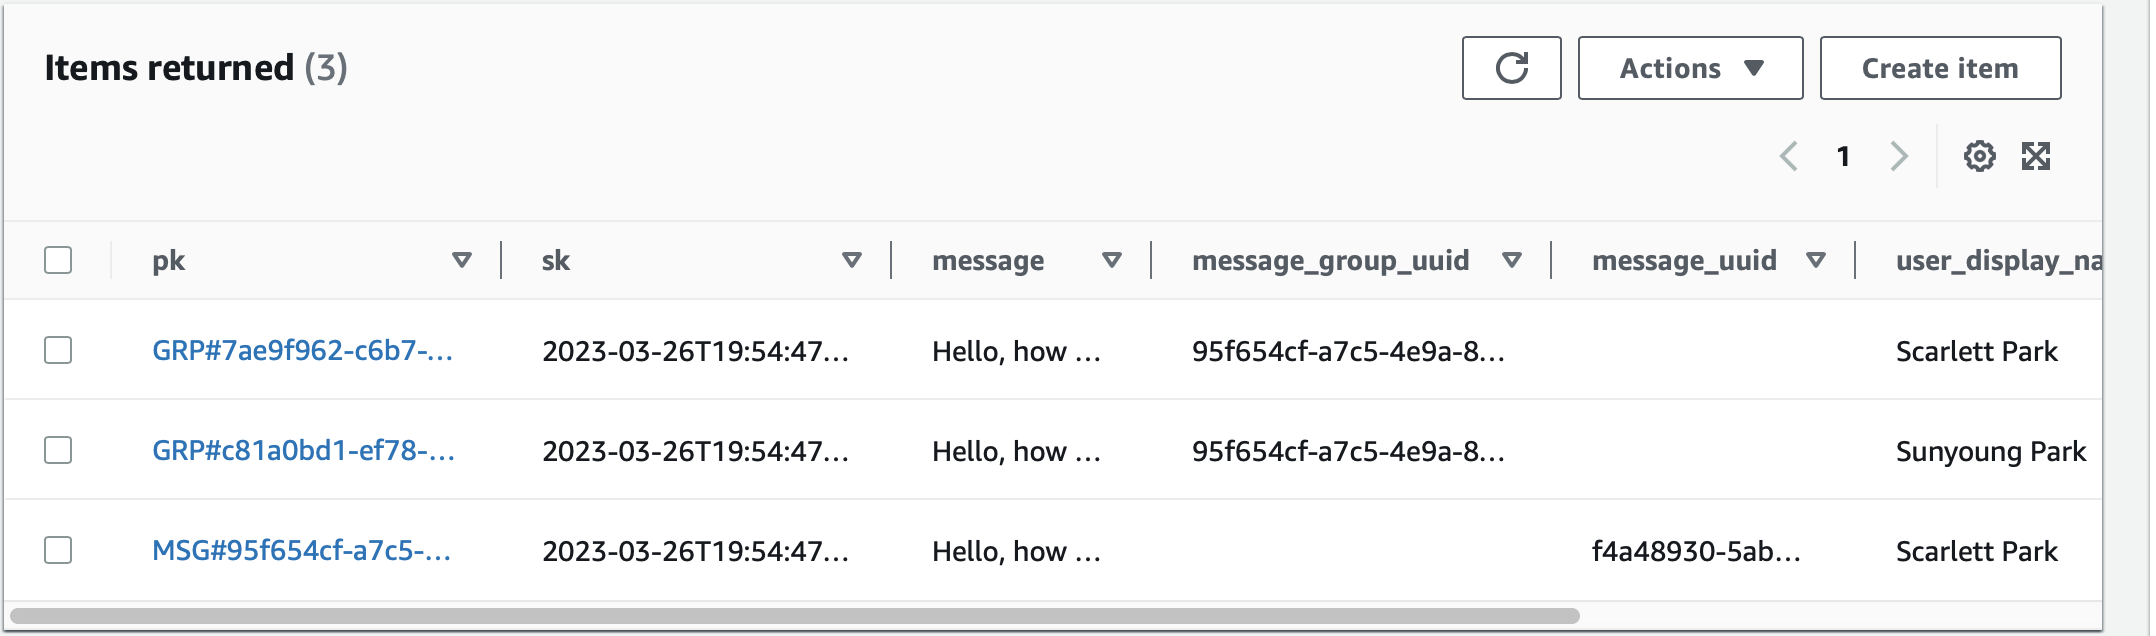 Items returned (3)
Actions
Create item
1
pk sk message message_group_uuid message_uuid user_display_na
GRP#7ae9f962-c6b7-... 2023-03-26T19:54:47... Hello, how ... 95f654cf-a7c5-4e9a-8... Scarlett Park
GRP#c81a0bd1-ef78-... 2023-03-26T19:54:47... Hello, how ... 95f654cf-a7c5-4e9a-8... Sunyoung Park
MSG#95f654cf-a7c5-... 2023-03-26T19:54:47... Hello, how ... f4a48930-5ab... Scarlett Park